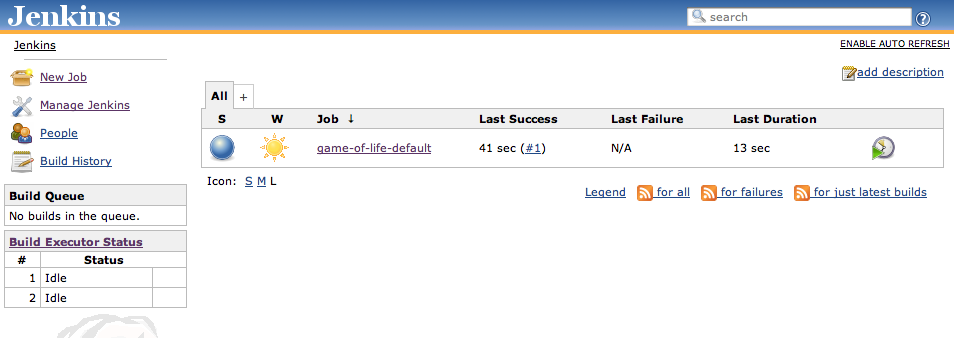 Jenkins
search
Jenkins
ENABLE AUTO REFRESH
New Job
Manage Jenkins
People
Build History
add description
All +
S W Job ↓ Last Success Last Failure Last Duration
game-of-life-default 41 sec (#1) N/A 13 sec
Icon: S M L
Legend for all for failures for just latest builds
Build Queue
No builds in the queue.
Build Executor Status
# Status
1 Idle
2 Idle